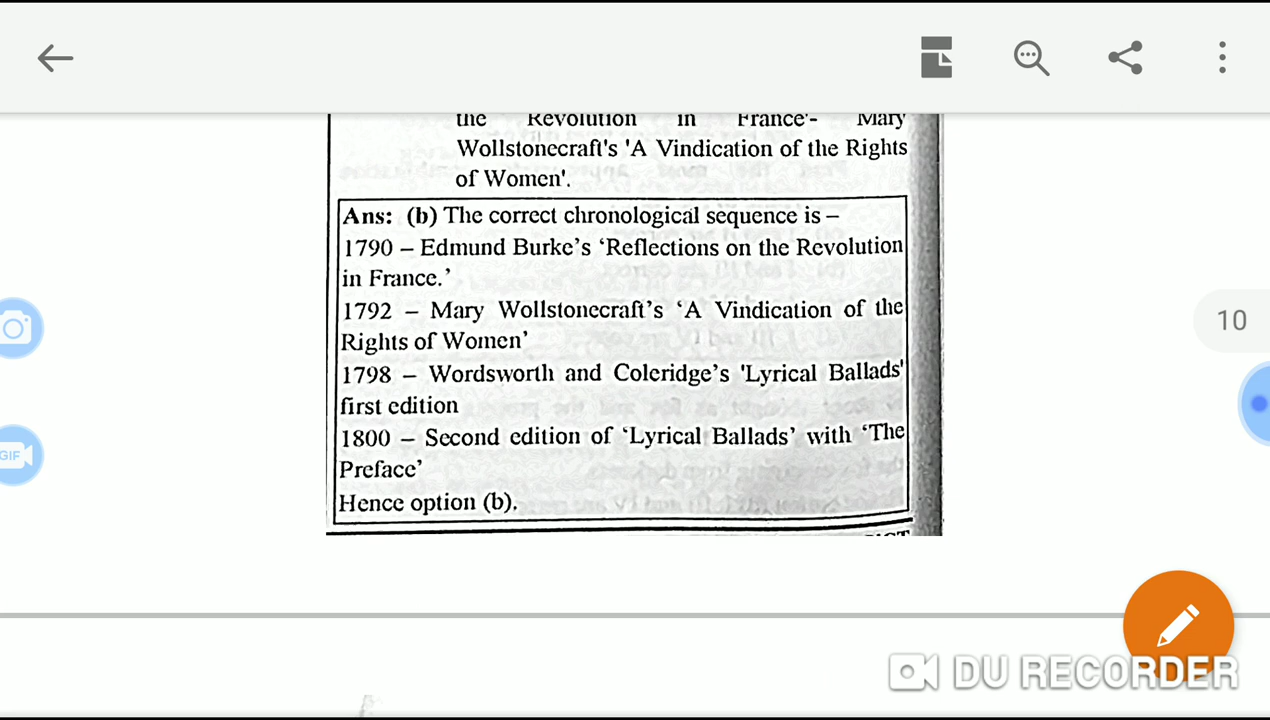 the Revolution in France'- Mary
Wollstonecraft's 'A Vindication of the Rights
of Women'.
Ans: (b) The correct chronological sequence is –
1790 – Edmund Burke's 'Reflections on the Revolution
in France.'
1792 – Mary Wollstonecraft's 'A Vindication of the
Rights of Women'
10
1798 – Wordsworth and Coleridge's 'Lyrical Ballads'
first edition
1800 – Second edition of 'Lyrical Ballads' with 'The
Preface'
GIF
Hence option (b).
DU RECORDER